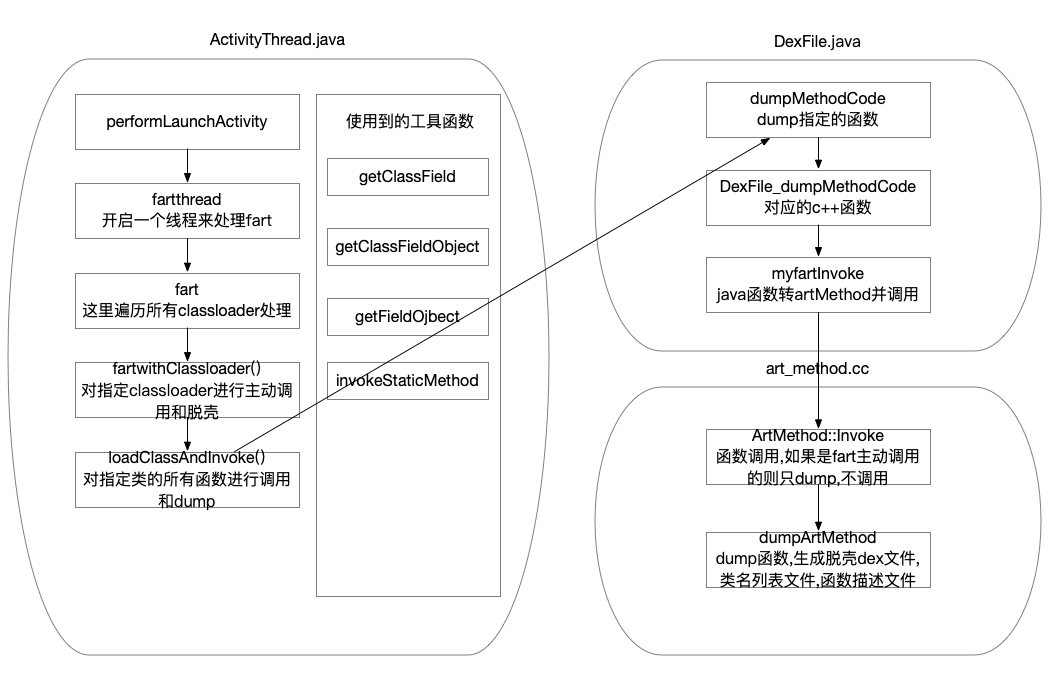 ActivityThread.java
performLaunchActivity
fartthread
开启一个线程来处理fart
fart
这里遍历所有classloader处理
fartwithClassloader()
对指定classloader进行主动调
用和脱壳
loadClassAndInvoke()
对指定类的所有函数进行调用
和dump
使用到的工具函数
getClassField
getClassFieldObject
getFieldOjbect
invokeStaticMethod
DexFile.java
dumpMethodCode
dump指定的函数
DexFile_dumpMethodCode
对应的c++函数
myfartInvoke
java函数转artMethod并调用
art_method.cc
ArtMethod::Invoke
函数调用,如果是fart主动调用
的则只dump,不调用
dumpArtMethod
dump函数,生成脱壳dex文件,
类名列表文件,函数描述文件